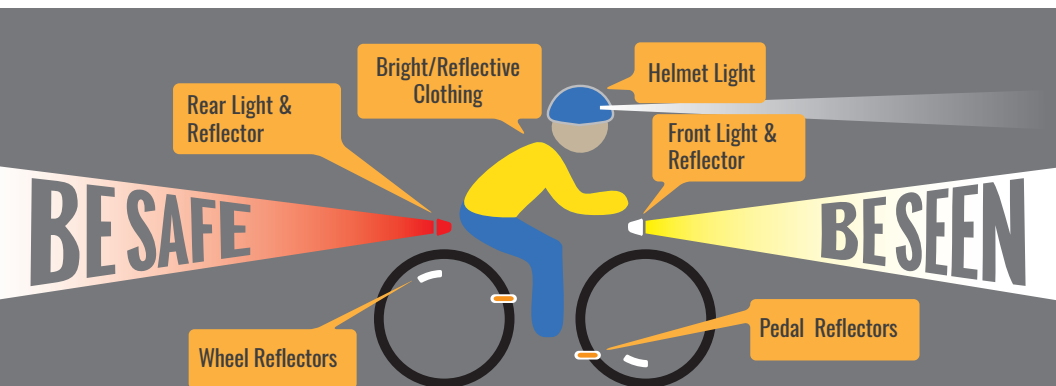 Bright/Reflective
Clothing
Helmet Light
Rear Light &
Reflector
Front Light &
Reflector
BE SAFE
BE SEEN
Wheel Reflectors
Pedal Reflectors